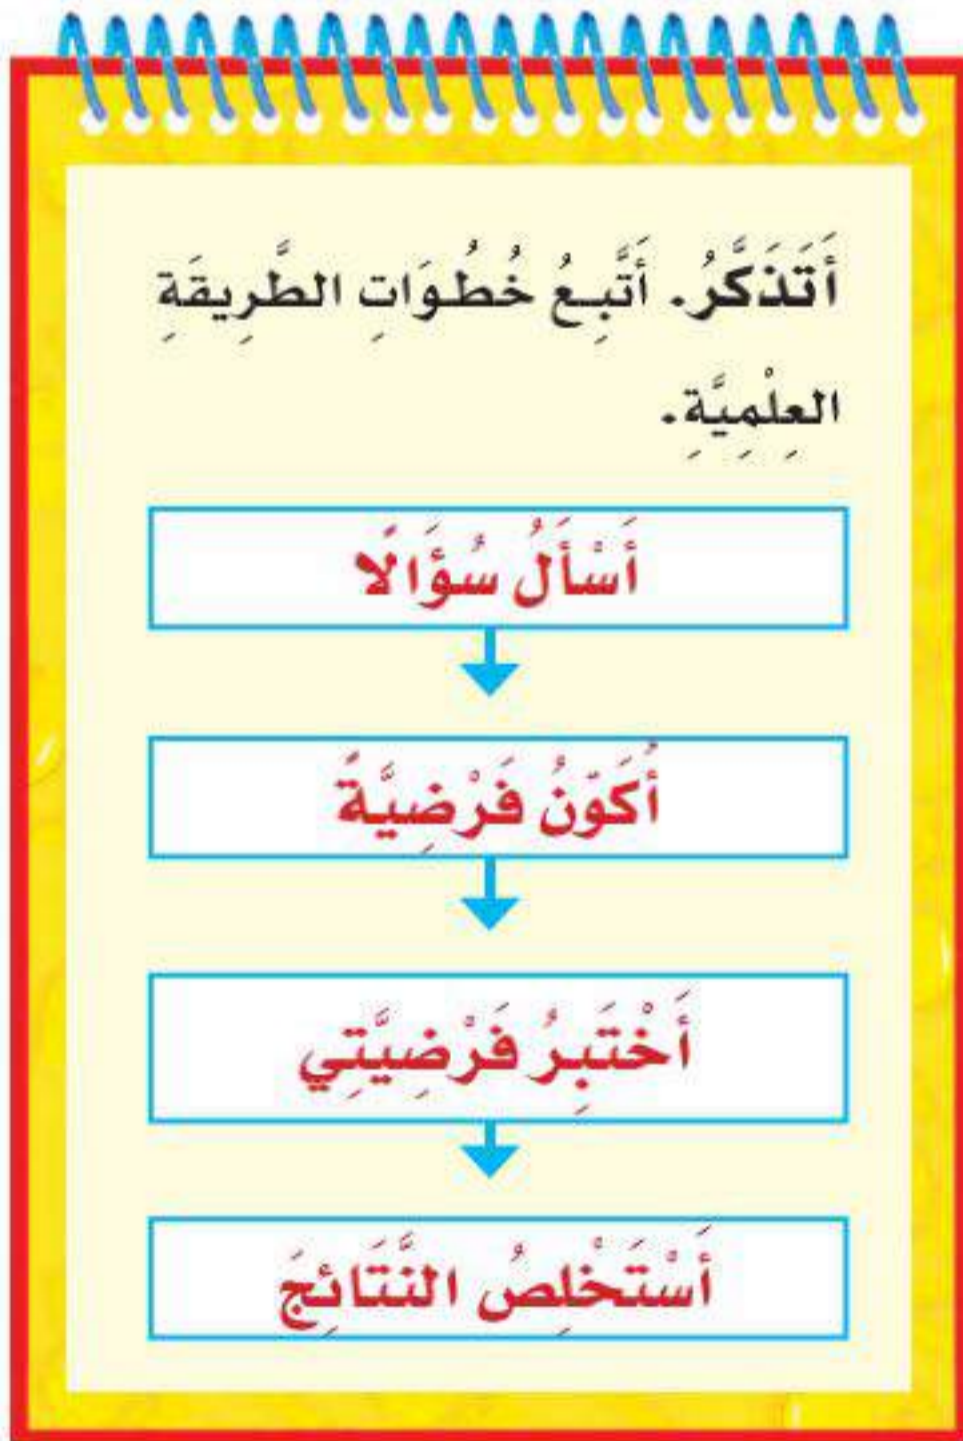 أَتَذَكَّرُ. أَتَّبِعُ خُطُوَاتِ الطَّرِيقَةِ
العِلْمِيَّةِ.
أَسْأَلُ سُؤَالًا
أُكَوّنُ فَرْضِيَّةً
أَخْتَبِرُ فَرْضِيَّتِي
أَسْتَخْلِصُ النَّتَائِجَ